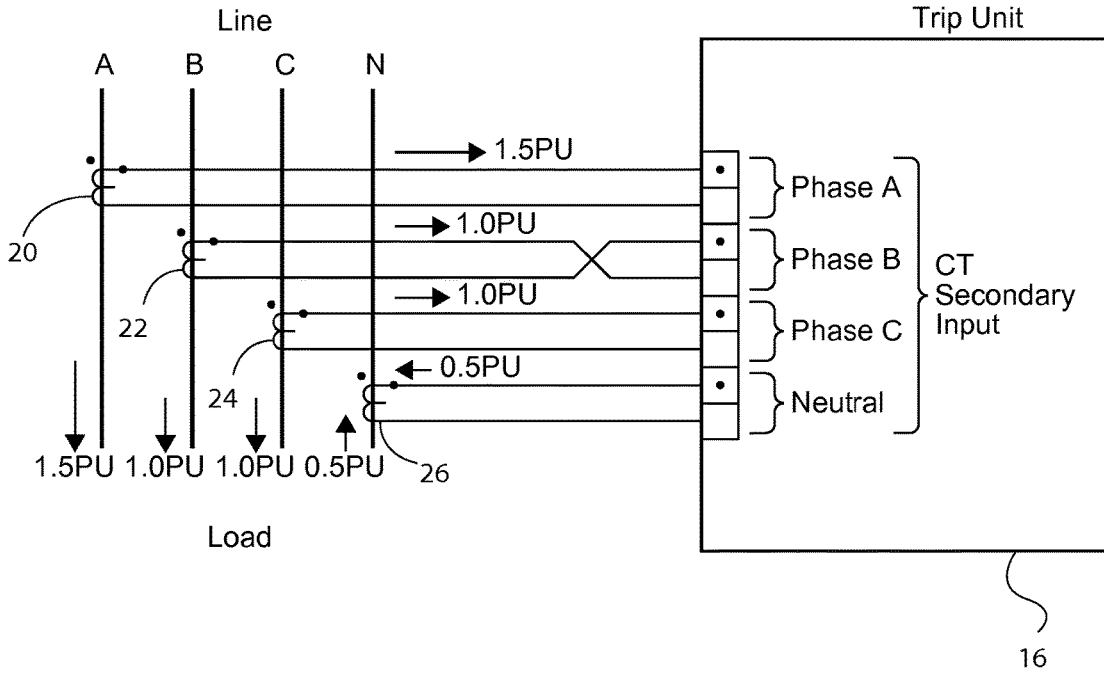 Line
Trip Unit
A B C N
1.5PU
Phase A
20
1.0PU
Phase B
CT
Secondary
Input
22
1.0PU
Phase C
24
0.5PU
Neutral
1.5PU 1.0PU 1.0PU 0.5PU
26
Load
16